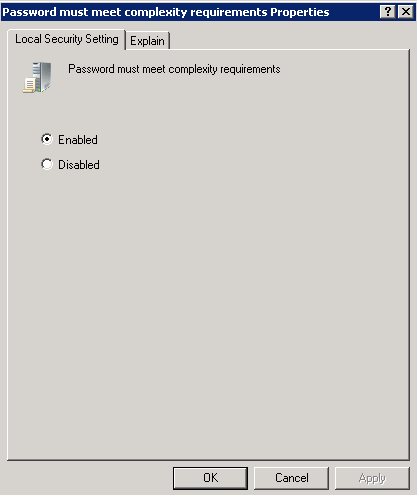 Password must meet complexity requirements Properties
Local Security Setting
Explain
Password must meet complexity requirements
Enabled
Disabled
OK
Cancel
Apply